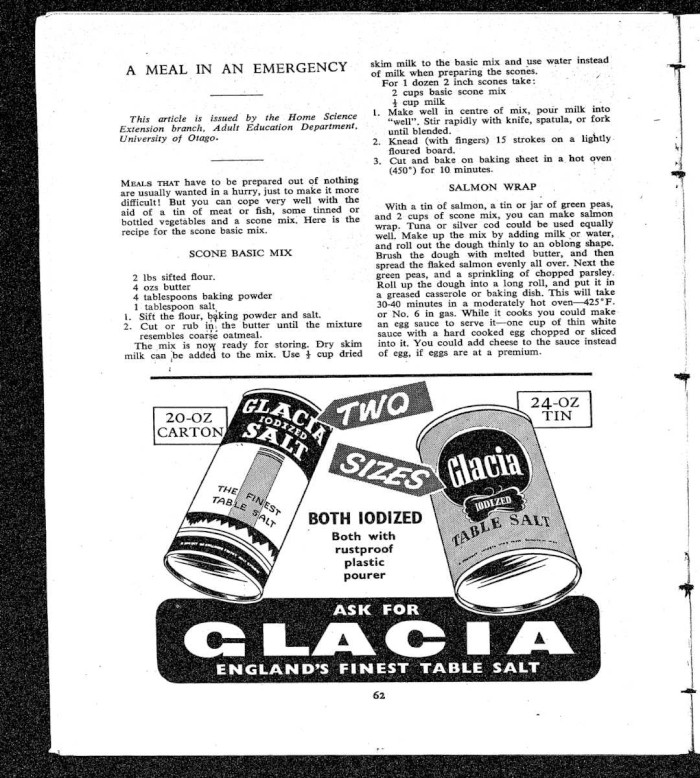 A MEAL IN AN EMERGENCY
This article is issued by the Home Science
Extension branch, Adult Education Department,
University of Otago.
MEALS THAT have to be prepared out of nothing
are usually wanted in a hurry, just to make it more
difficult! But you can cope very well with the
aid of a tin of meat or fish, some tinned or
bottled vegetables and a scone mix. Here is the
recipe for the scone basic mix.
SCONE BASIC MIX
2 lbs sifted flour.
4 ozs butter
4 tablespoons baking powder
1 tablespoon salt
1. Sift the flour, baking powder and salt.
2. Cut or rub in the butter until the mixture
resembles coarse oatmeal.
The mix is now ready for storing. Dry skim
milk can be added to the mix. Use ½ cup dried
skim milk to the basic mix and use water instead
of milk when preparing the scones.
For 1 dozen 2 inch scones take:
2 cups basic scone mix
cup milk
1. Make well in centre of mix, pour milk into
"well". Stir rapidly with knife, spatula, or fork
until blended.
2. Knead (with fingers) 15 strokes on a lightly
floured board.
3. Cut and bake on baking sheet in a hot oven
(450°) for 10 minutes.
SALMON WRAP
With a tin of salmon, a tin or jar of green peas,
and 2 cups of scone mix, you can make salmon
wrap. Tuna or silver cod could be used equally
well. Make up the mix by adding milk or water,
and roll out the dough thinly to an oblong shape.
Brush the dough with melted butter, and then
spread the flaked salmon evenly all over. Next the
green peas, and a sprinkling of chopped parsley.
Roll up the dough into a long roll, and put it in
a greased casserole or baking dish. This will take
30-40 minutes in a moderately hot oven—425°F.
or No. 6 in gas. While it cooks you could make
an egg sauce to serve it—one cup of thin white
sauce with a hard cooked egg chopped or sliced
into it. You could add cheese to the sauce instead
of egg, if eggs are at a premium.
20-OZ
CARTON
GLACIA
IODIZED
SALT
THE FINEST
TABLE SALT
TWO
SIZES
24-OZ
TIN
Glacia
IODIZED
TABLE SALT
BOTH IODIZED
Both with
rustproof
plastic
pourer
ASK FOR
GLACIA
ENGLAND'S FINEST TABLE SALT
62